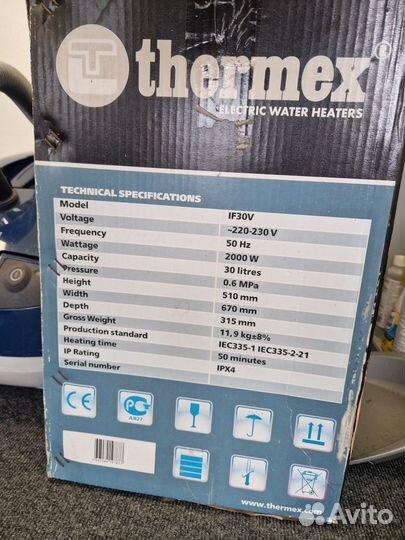 thermex®
ELECTRIC WATER HEATERS
TECHNICAL SPECIFICATIONS
Model IF30V
Voltage ~220-230 V
Frequency 50 Hz
Wattage 2000 W
Capacity 30 litres
Pressure 0.6 MPa
Height 510 mm
Width 670 mm
Depth 315 mm
Gross Weight 11,9 kg±8%
Production standard IEC335-1 IEC335-2-21
Heating time 50 minutes
IP Rating IPX4
Serial number
CE
PC
АЯ27
www.thermex.com
Avito